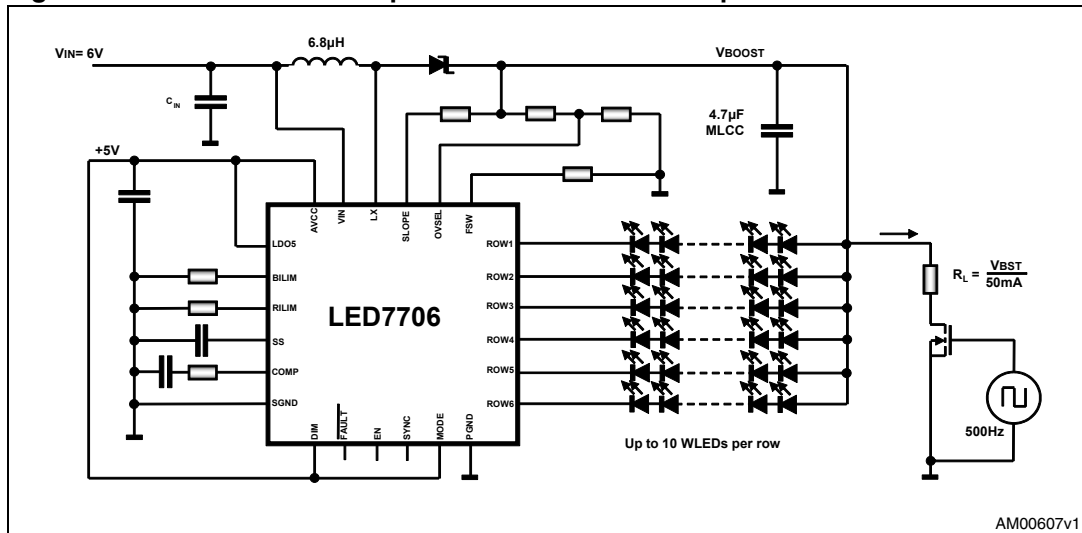 VIN= 6V
6.8µH
VBOOST
CIN
4.7µF
MLCC
+5V
AVCC
VIN
LX
SLOPE
OVSEL
FSW
LDO5
BILIM
RILIM
SS
COMP
SGND
LED7706
ROW1
ROW2
ROW3
ROW4
ROW5
ROW6
DIM
FAULT
EN
SYNC
MODE
PGND
Up to 10 WLEDs per row
RL = VBST
50mA
500Hz
AM00607v1